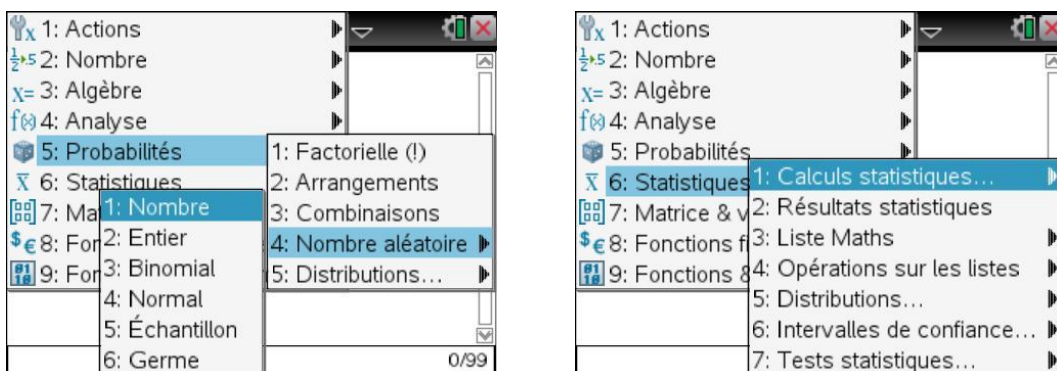 1: Actions
2: Nombre
3: Algèbre
4: Analyse
5: Probabilités
6: Statistiques
7: Ma
8: For
9: For
1: Factorielle (!)
2: Arrangements
3: Combinaisons
4: Nombre aléatoire
5: Distributions...
1: Nombre
2: Entier
3: Binomial
4: Normal
5: Échantillon
6: Germe
0/99
1: Actions
2: Nombre
3: Algèbre
4: Analyse
5: Probabilités
6: Statistiques
7: Matrice & v
8: Fonctions fi
9: Fonctions &
1: Calculs statistiques...
2: Résultats statistiques
3: Liste Maths
4: Opérations sur les listes
5: Distributions...
6: Intervalles de confiance...
7: Tests statistiques...